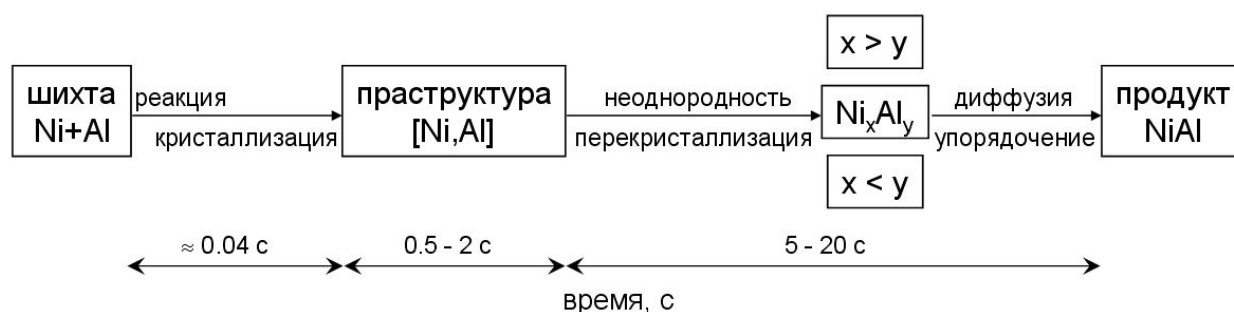 шихта
Ni+Al
реакция
кристаллизация
праструктура
[Ni,Al]
неоднородность
перекристаллизация
x > y
NiₓAlᵧ
x < y
диффузия
упорядочение
продукт
NiAl
≈ 0.04 с
0.5 - 2 с
5 - 20 с
время, с